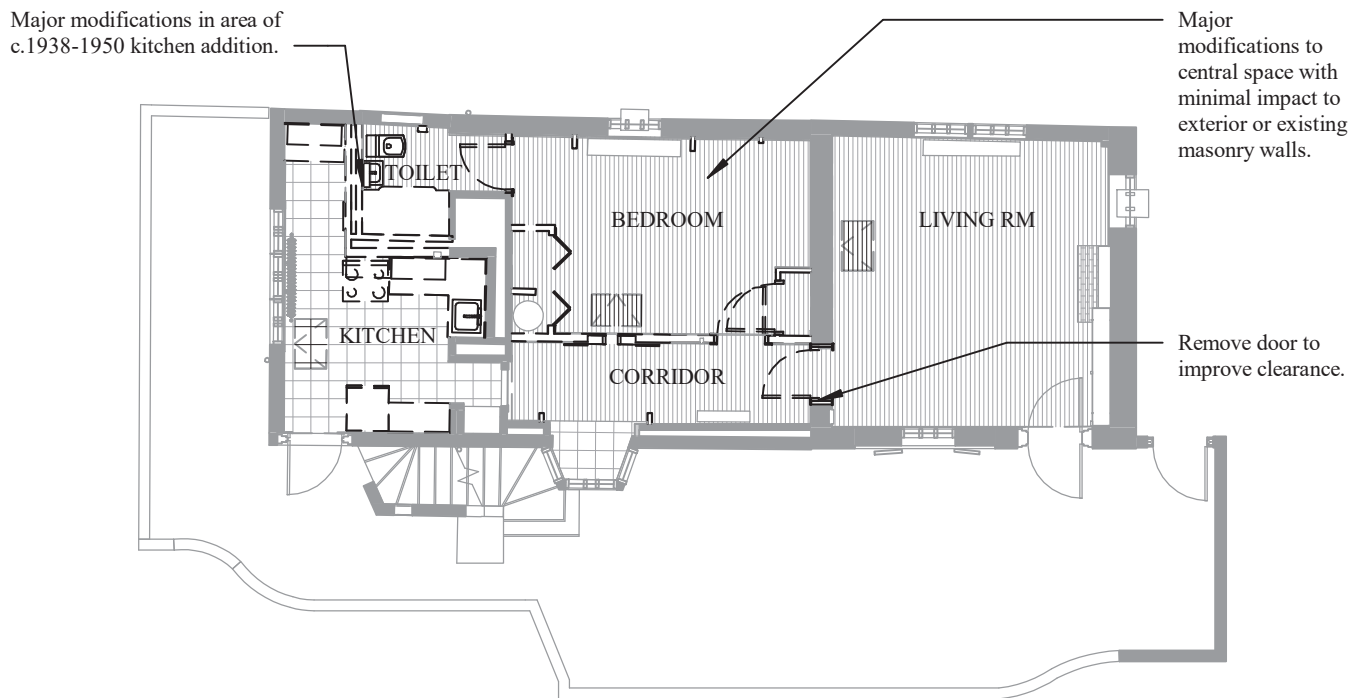 Major modifications in area of
c.1938-1950 kitchen addition.
Major
modifications to
central space with
minimal impact to
exterior or existing
masonry walls.
TOILET
BEDROOM
LIVING RM
KITCHEN
CORRIDOR
Remove door to
improve clearance.